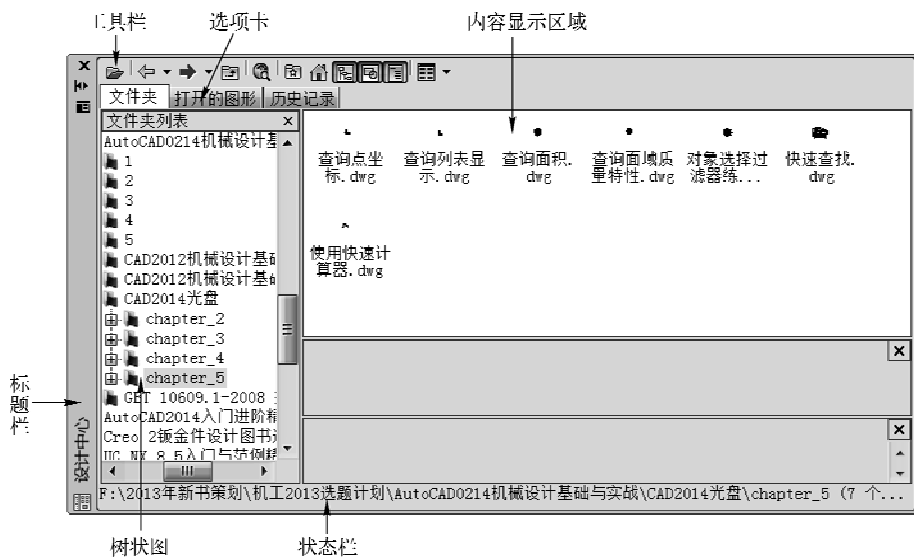 工具栏
选项卡
内容显示区域
文件夹
打开的图形
历史记录
文件夹列表
AutoCAD0214机械设计基
1
2
3
4
5
CAD2012机械设计基础
CAD2012机械设计基础
CAD2014光盘
chapter_2
chapter_3
chapter_4
chapter_5
GBT 10609.1-2008
AutoCAD2014入门进阶精
Creo 2钣金件设计图书
UC NX 8.5入门与范例精
查询点坐
标.dwg
查询列表显
示.dwg
查询面积.
dwg
查询面域质
量特性.dwg
对象选择过
滤器练...
快速查找.
dwg
使用快速计
算器.dwg
标题栏
设计中心
F:\2013年新书策划\机工2013选题计划\AutoCAD0214机械设计基础与实战\CAD2014光盘\chapter_5 (7 个...
树状图
状态栏